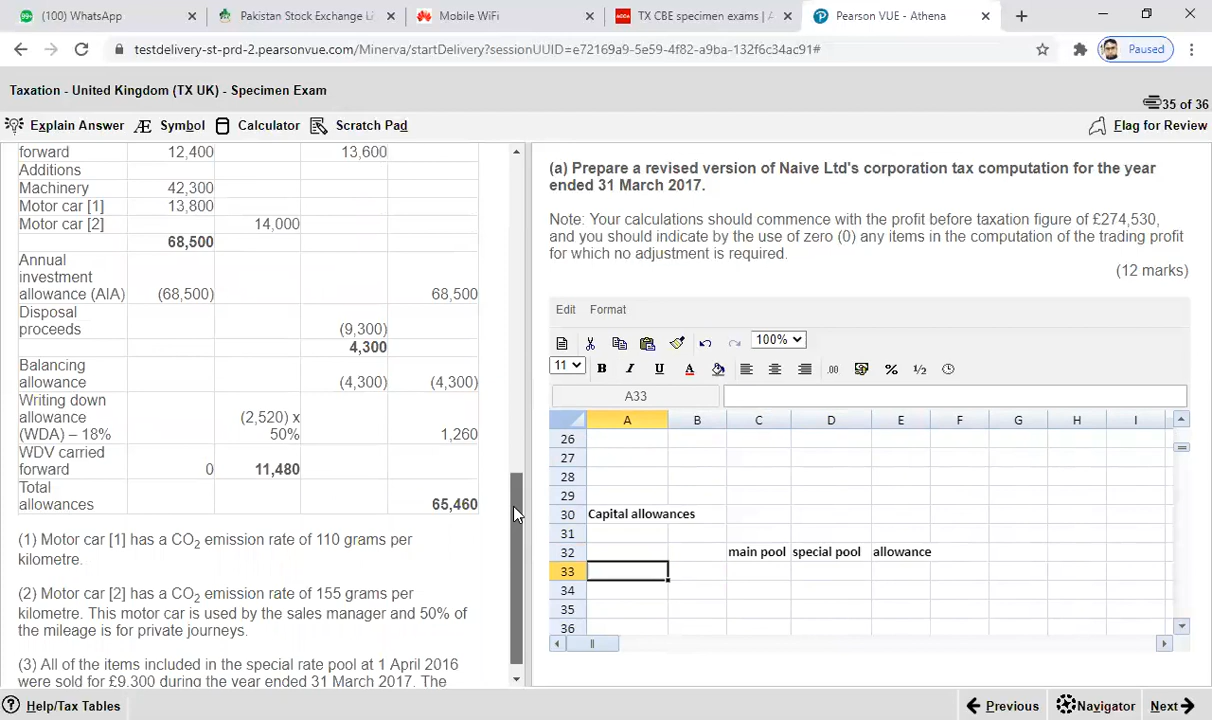 (100) WhatsApp
Pakistan Stock Exchange Li
Mobile WiFi
TX CBE specimen exams | A
Pearson VUE - Athena
testdelivery-st-prd-2.pearsonvue.com/Minerva/startDelivery?sessionUUID=e72169a9-5e59-4f82-a9ba-132f6c34ac91#
Paused
Taxation - United Kingdom (TX UK) - Specimen Exam
35 of 36
Explain Answer
Symbol
Calculator
Scratch Pad
Flag for Review
forward 12,400 13,600
Additions
Machinery 42,300
Motor car [1] 13,800
Motor car [2] 14,000
68,500
Annual
investment
allowance (AIA) (68,500) 68,500
Disposal
proceeds (9,300)
4,300
Balancing
allowance (4,300) (4,300)
Writing down
allowance (2,520) x
(WDA) – 18% 50% 1,260
WDV carried
forward 0 11,480
Total
allowances 65,460
(1) Motor car [1] has a CO2 emission rate of 110 grams per
kilometre.
(2) Motor car [2] has a CO2 emission rate of 155 grams per
kilometre. This motor car is used by the sales manager and 50% of
the mileage is for private journeys.
(3) All of the items included in the special rate pool at 1 April 2016
were sold for £9,300 during the year ended 31 March 2017. The
(a) Prepare a revised version of Naive Ltd's corporation tax computation for the year
ended 31 March 2017.
Note: Your calculations should commence with the profit before taxation figure of £274,530,
and you should indicate by the use of zero (0) any items in the computation of the trading profit
for which no adjustment is required.
(12 marks)
Edit Format
100%
11 B I U A .00 % ½
A33
A B C D E F G H I
26
27
28
29
30 Capital allowances
31
32 main pool special pool allowance
33
34
35
36
Help/Tax Tables
Previous
Navigator
Next